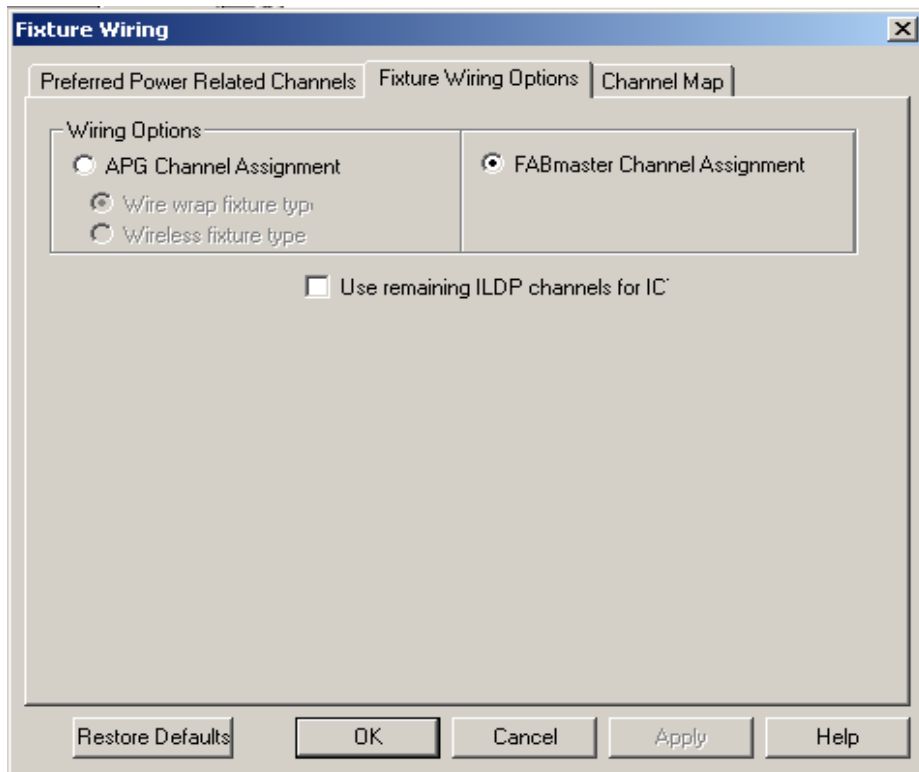 Fixture Wiring
Preferred Power Related Channels
Fixture Wiring Options
Channel Map
Wiring Options
APG Channel Assignment
FABmaster Channel Assignment
Wire wrap fixture typ
Wireless fixture type
Use remaining ILDP channels for IC
Restore Defaults
OK
Cancel
Apply
Help